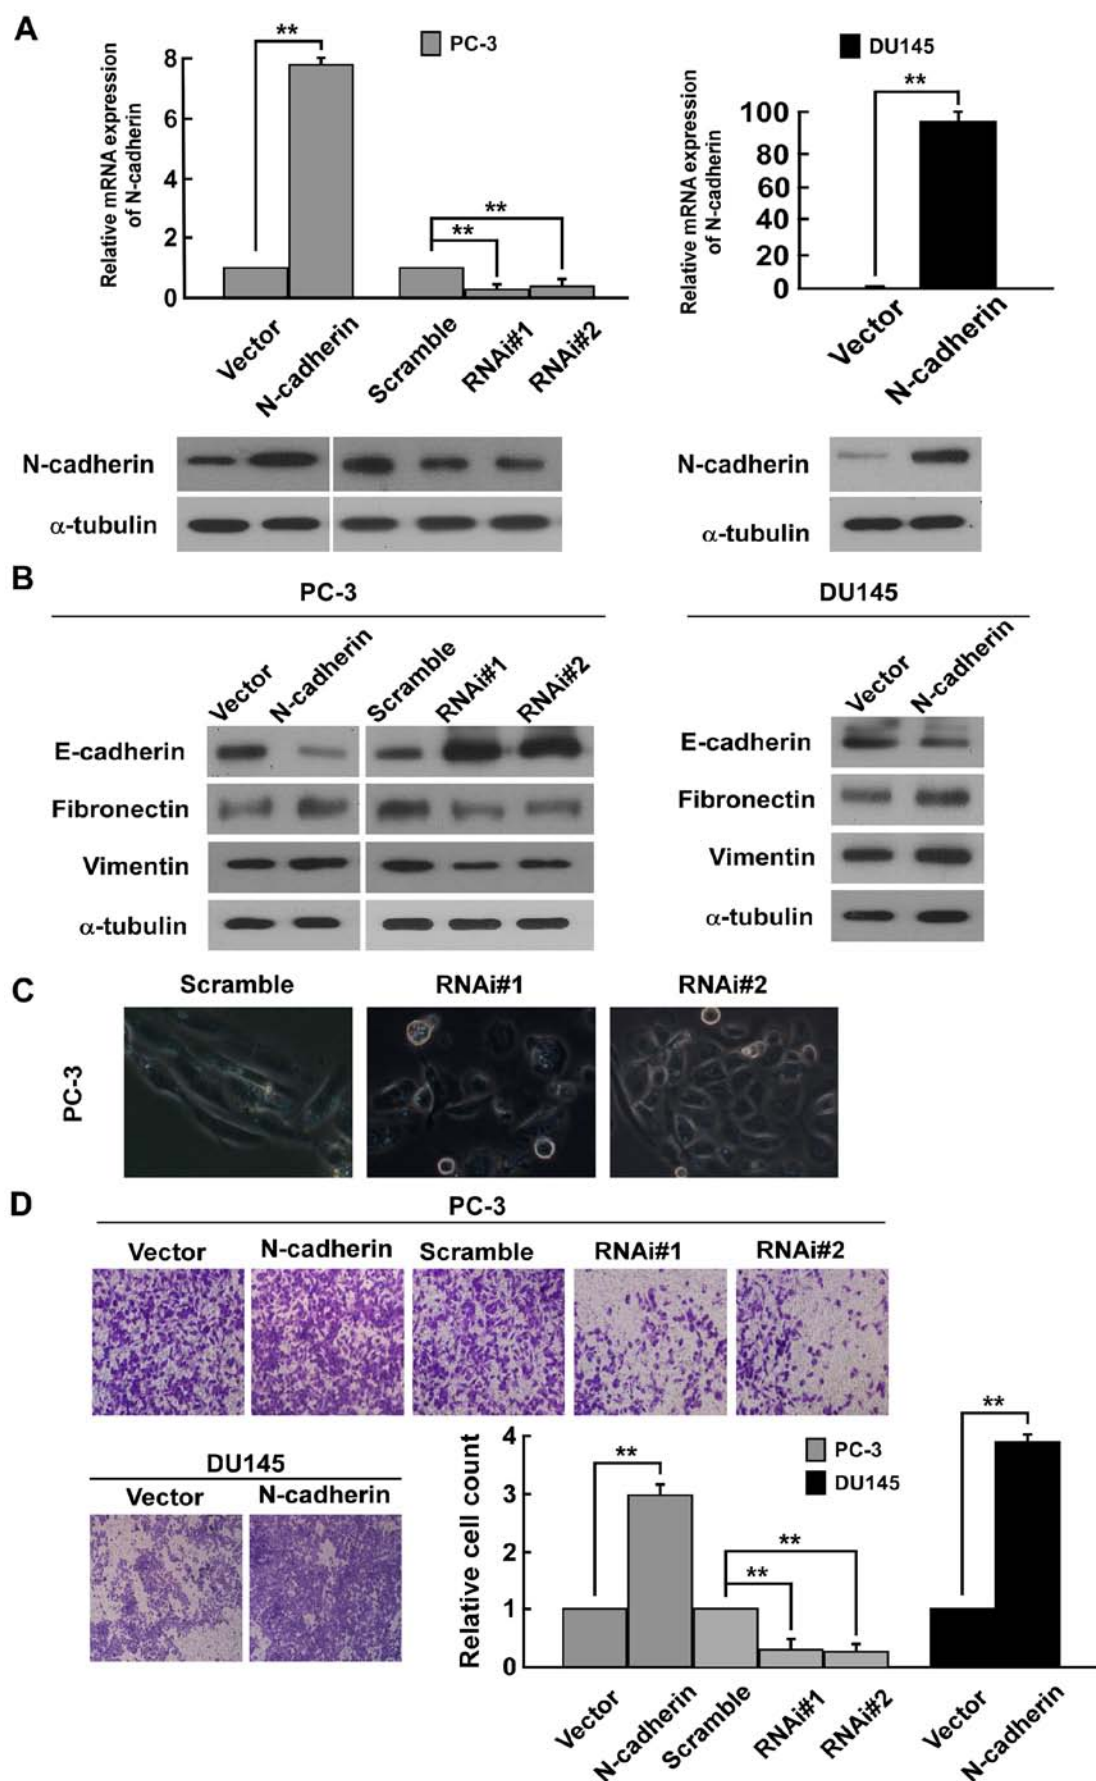 A
Relative mRNA expression
of N-cadherin
8
6
4
2
0
**
**
**
PC-3
Vector
N-cadherin
Scramble
RNAi#1
RNAi#2
Relative mRNA expression
of N-cadherin
100
80
60
40
20
0
**
DU145
Vector
N-cadherin
N-cadherin
α-tubulin
N-cadherin
α-tubulin
B
PC-3
DU145
Vector
N-cadherin
Scramble
RNAi#1
RNAi#2
Vector
N-cadherin
E-cadherin
Fibronectin
Vimentin
α-tubulin
E-cadherin
Fibronectin
Vimentin
α-tubulin
C
Scramble
RNAi#1
RNAi#2
PC-3
D
PC-3
Vector
N-cadherin
Scramble
RNAi#1
RNAi#2
DU145
Vector
N-cadherin
Relative cell count
4
3
2
1
0
**
**
**
**
PC-3
DU145
Vector
N-cadherin
Scramble
RNAi#1
RNAi#2
Vector
N-cadherin